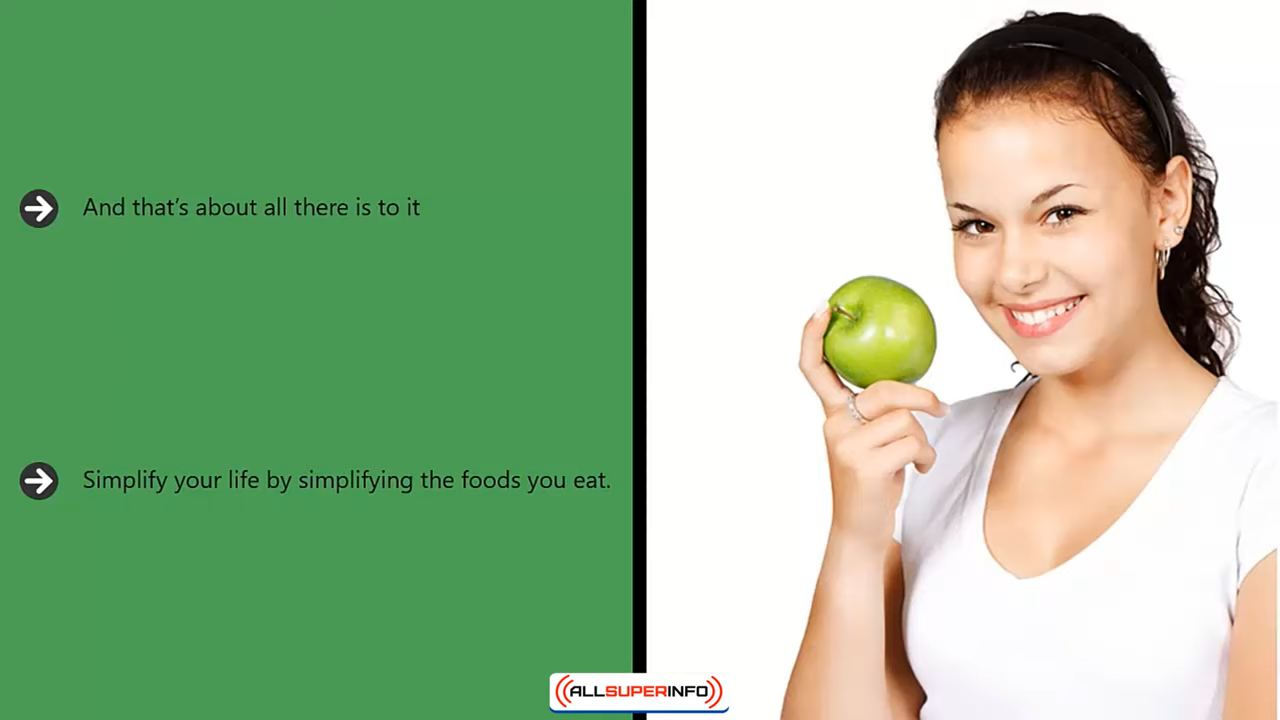 And that's about all there is to it
Simplify your life by simplifying the foods you eat.
ALLSUPERINFO